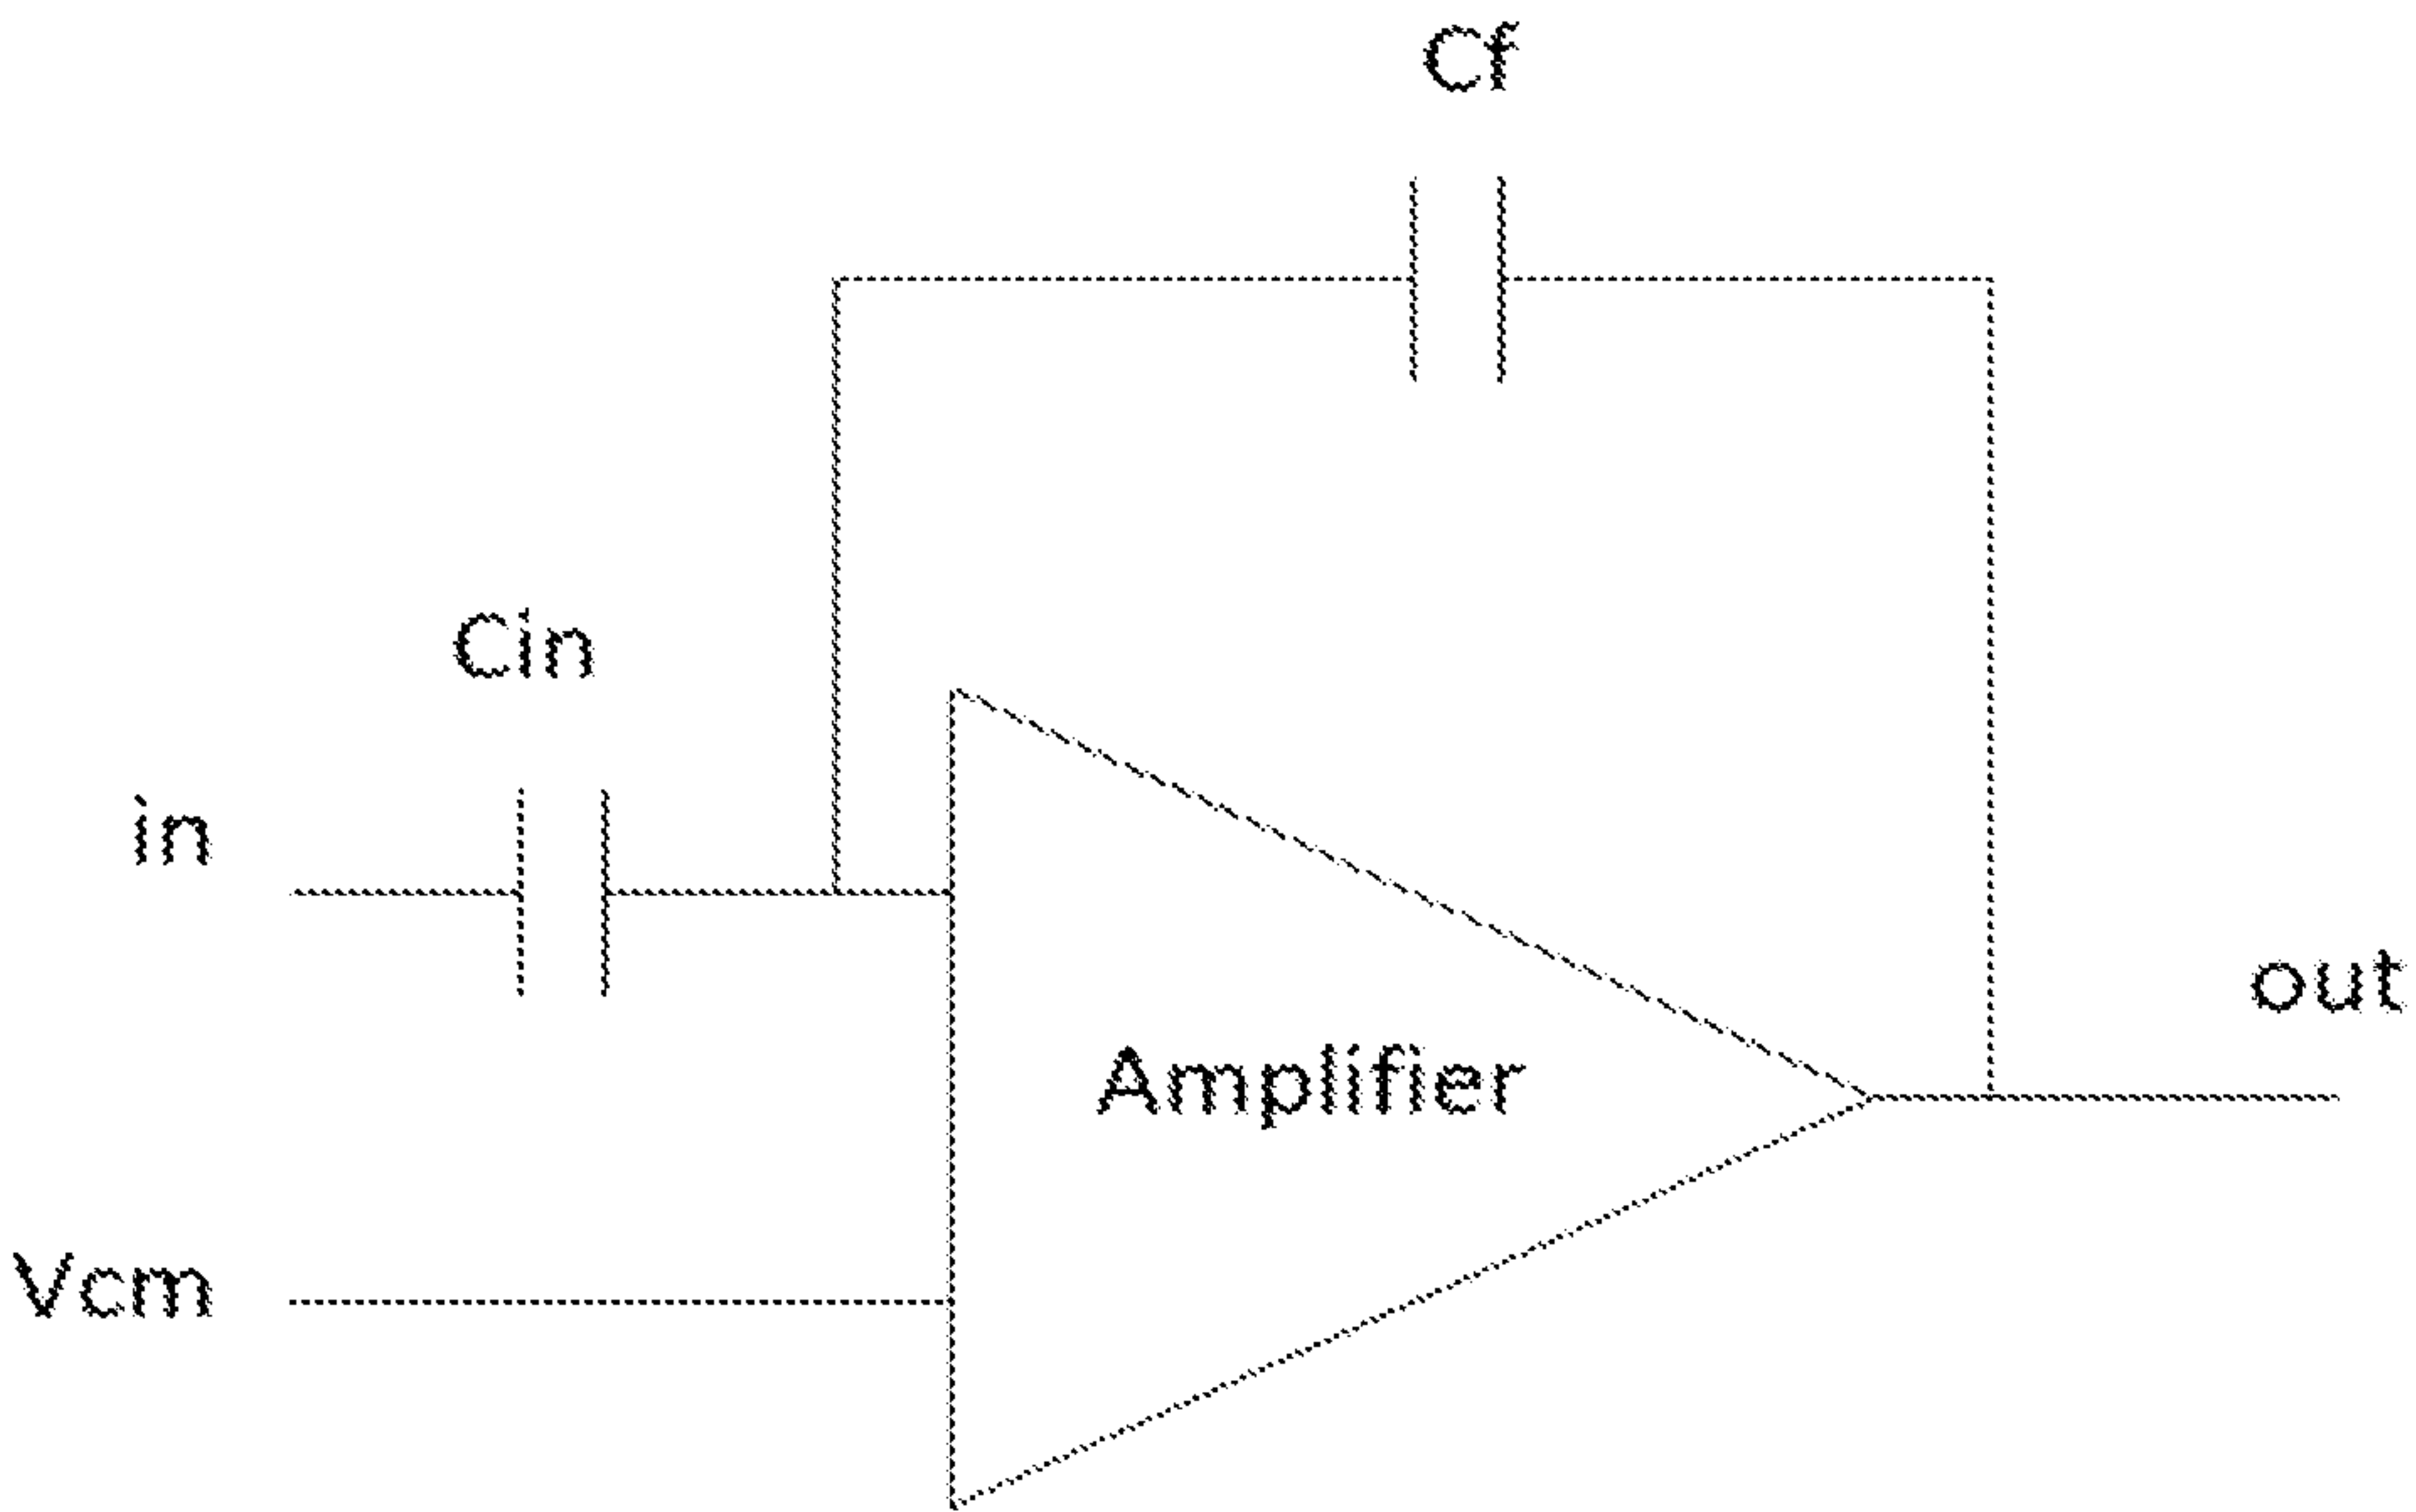 Cf
Cin
in
out
Amplifier
Vcm